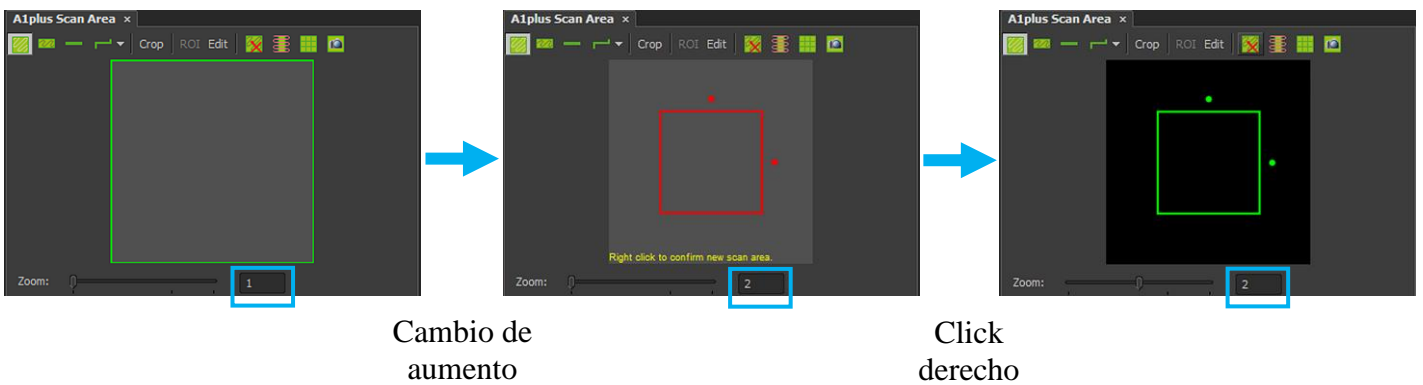 A1plus Scan Area ×
Crop ROI Edit
Zoom: 1
A1plus Scan Area ×
Crop ROI Edit
Right click to confirm new scan area.
Zoom: 2
A1plus Scan Area ×
Crop ROI Edit
Zoom: 2
Cambio de
aumento
Click
derecho